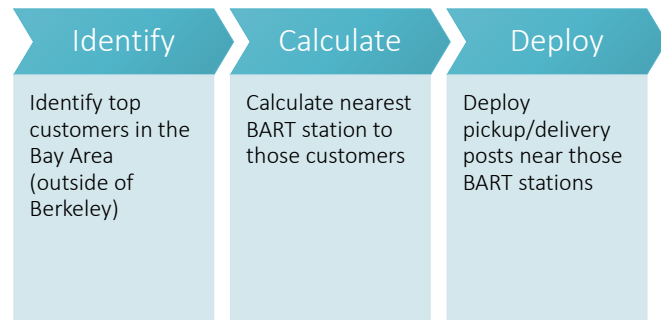 Identify
Identify top
customers in the
Bay Area
(outside of
Berkeley)
Calculate
Calculate nearest
BART station to
those customers
Deploy
Deploy
pickup/delivery
posts near those
BART stations